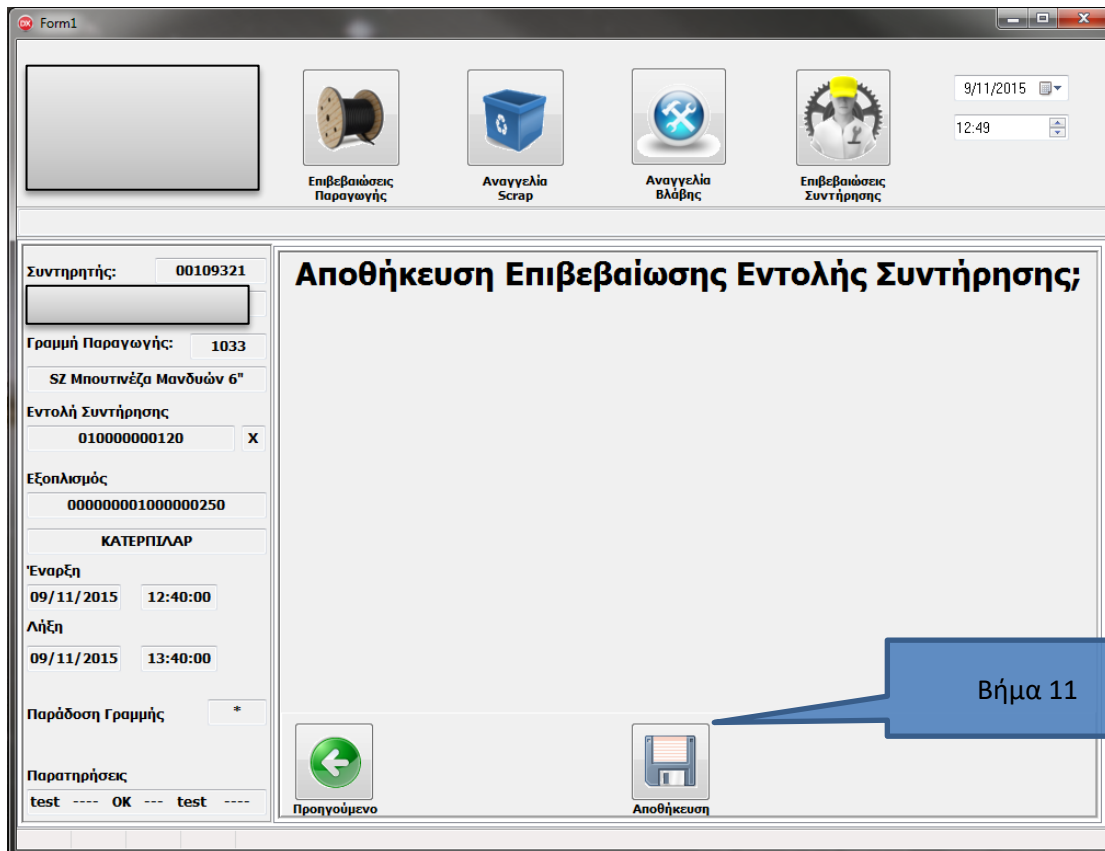 Form1
Επιβεβαιώσεις
Παραγωγής
Αναγγελία
Scrap
Αναγγελία
Βλάβης
Επιβεβαιώσεις
Συντήρησης
9/11/2015
12:49
Συντηρητής: 00109321
Γραμμή Παραγωγής: 1033
SZ Μπουτινέζα Μανδυών 6"
Εντολή Συντήρησης
010000000120 X
Εξοπλισμός
000000001000000250
ΚΑΤΕΡΠΙΛΑΡ
Έναρξη
09/11/2015 12:40:00
Λήξη
09/11/2015 13:40:00
Παράδοση Γραμμής *
Παρατηρήσεις
test ---- OK --- test ----
Αποθήκευση Επιβεβαίωσης Εντολής Συντήρησης;
Βήμα 11
Προηγούμενο
Αποθήκευση